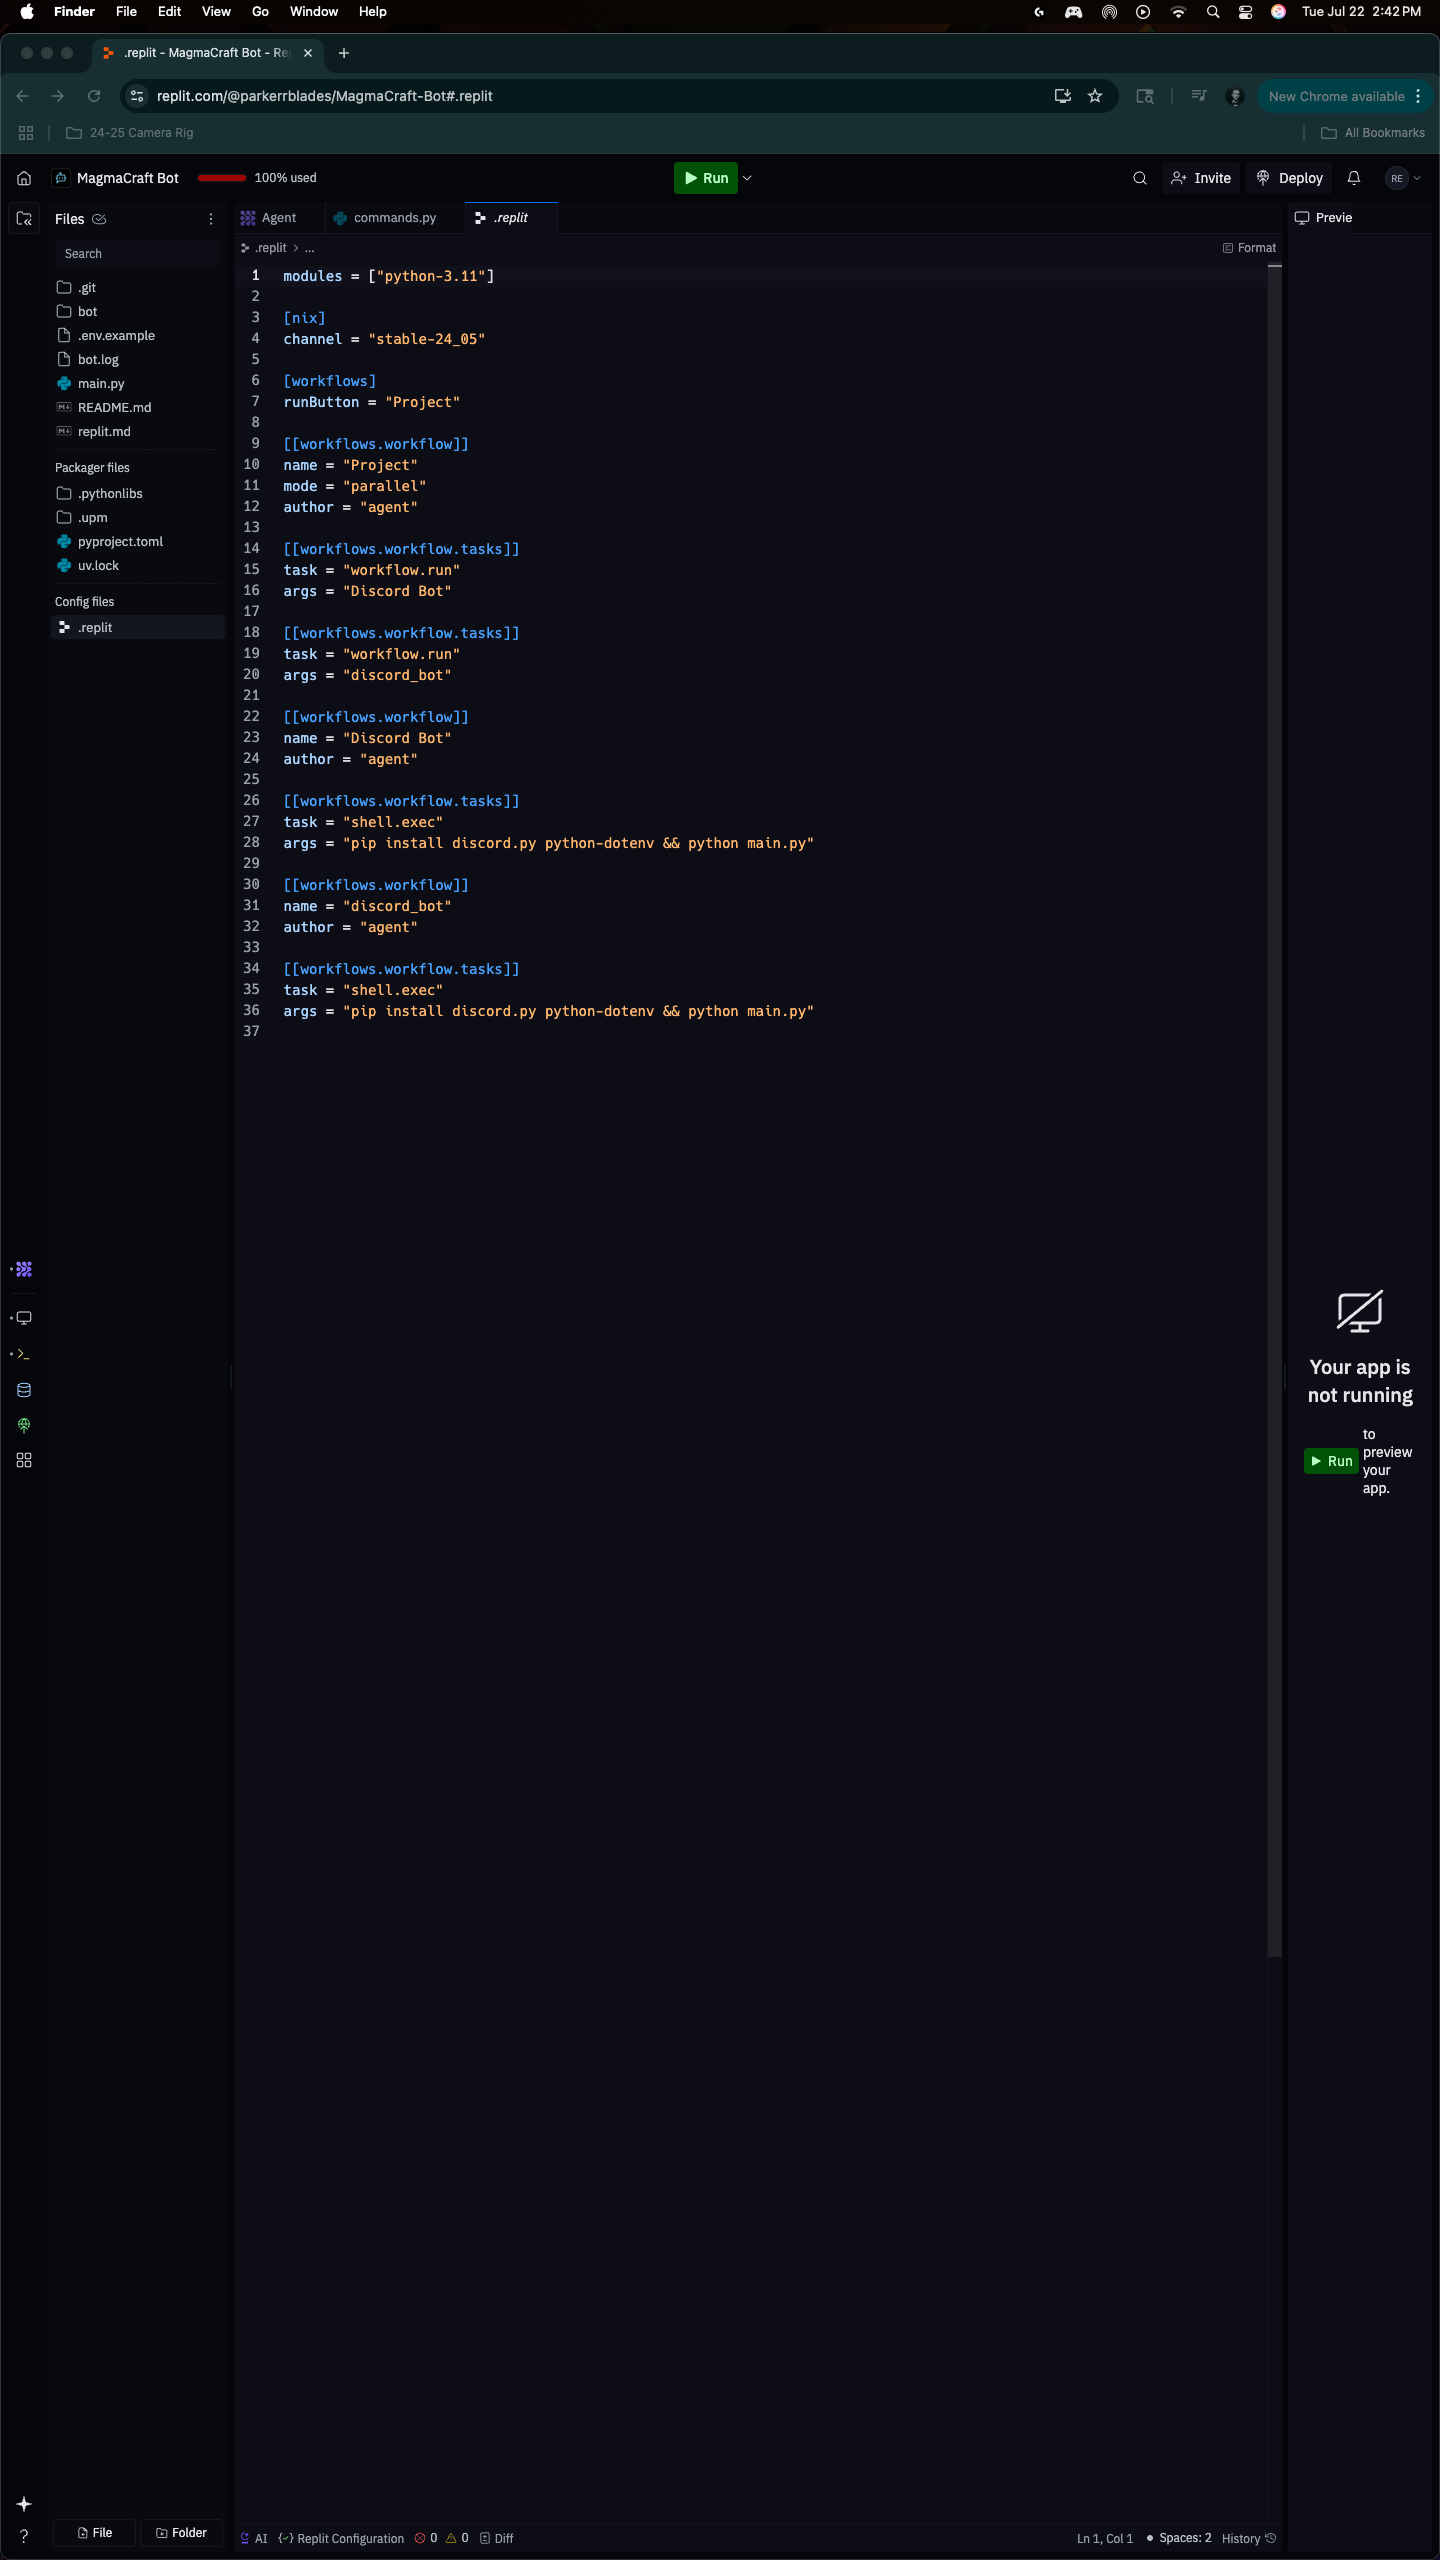 Finder File Edit View Go Window Help Tue Jul 22 2:42 PM
.replit - MagmaCraft Bot - Re
replit.com/@parkerrblades/MagmaCraft-Bot#.replit
New Chrome available
24-25 Camera Rig
All Bookmarks
MagmaCraft Bot 100% used Run Invite Deploy RE
Files
Search
.git
bot
.env.example
bot.log
main.py
README.md
replit.md
Packager files
.pythonlibs
.upm
pyproject.toml
uv.lock
Config files
.replit
Agent commands.py .replit
.replit > ... Format
1 modules = ["python-3.11"]
2
3 [nix]
4 channel = "stable-24_05"
5
6 [workflows]
7 runButton = "Project"
8
9 [[workflows.workflow]]
10 name = "Project"
11 mode = "parallel"
12 author = "agent"
13
14 [[workflows.workflow.tasks]]
15 task = "workflow.run"
16 args = "Discord Bot"
17
18 [[workflows.workflow.tasks]]
19 task = "workflow.run"
20 args = "discord_bot"
21
22 [[workflows.workflow]]
23 name = "Discord Bot"
24 author = "agent"
25
26 [[workflows.workflow.tasks]]
27 task = "shell.exec"
28 args = "pip install discord.py python-dotenv && python main.py"
29
30 [[workflows.workflow]]
31 name = "discord_bot"
32 author = "agent"
33
34 [[workflows.workflow.tasks]]
35 task = "shell.exec"
36 args = "pip install discord.py python-dotenv && python main.py"
37
Previe
Your app is
not running
Run to
preview
your
app.
File Folder
AI Replit Configuration 0 0 Diff
Ln 1, Col 1 Spaces: 2 History